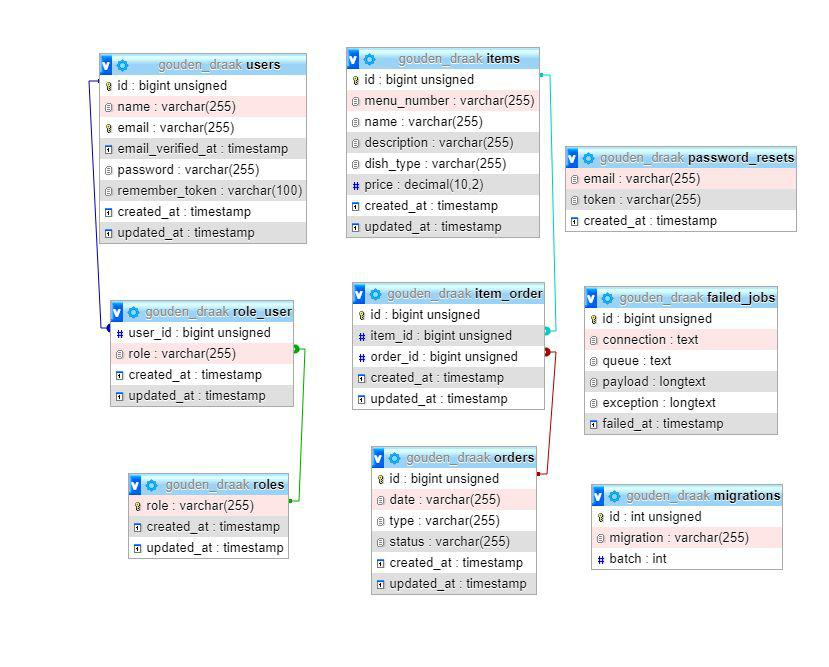 gouden_draak users
id : bigint unsigned
name : varchar(255)
email : varchar(255)
email_verified_at : timestamp
password : varchar(255)
remember_token : varchar(100)
created_at : timestamp
updated_at : timestamp
gouden_draak items
id : bigint unsigned
menu_number : varchar(255)
name : varchar(255)
description : varchar(255)
dish_type : varchar(255)
# price : decimal(10,2)
created_at : timestamp
updated_at : timestamp
gouden_draak password_resets
email : varchar(255)
token : varchar(255)
created_at : timestamp
gouden_draak role_user
# user_id : bigint unsigned
role : varchar(255)
created_at : timestamp
updated_at : timestamp
gouden_draak item_order
id : bigint unsigned
# item_id : bigint unsigned
# order_id : bigint unsigned
created_at : timestamp
updated_at : timestamp
gouden_draak failed_jobs
id : bigint unsigned
connection : text
queue : text
payload : longtext
exception : longtext
failed_at : timestamp
gouden_draak roles
role : varchar(255)
created_at : timestamp
updated_at : timestamp
gouden_draak orders
id : bigint unsigned
date : varchar(255)
type : varchar(255)
status : varchar(255)
created_at : timestamp
updated_at : timestamp
gouden_draak migrations
id : int unsigned
migration : varchar(255)
# batch : int